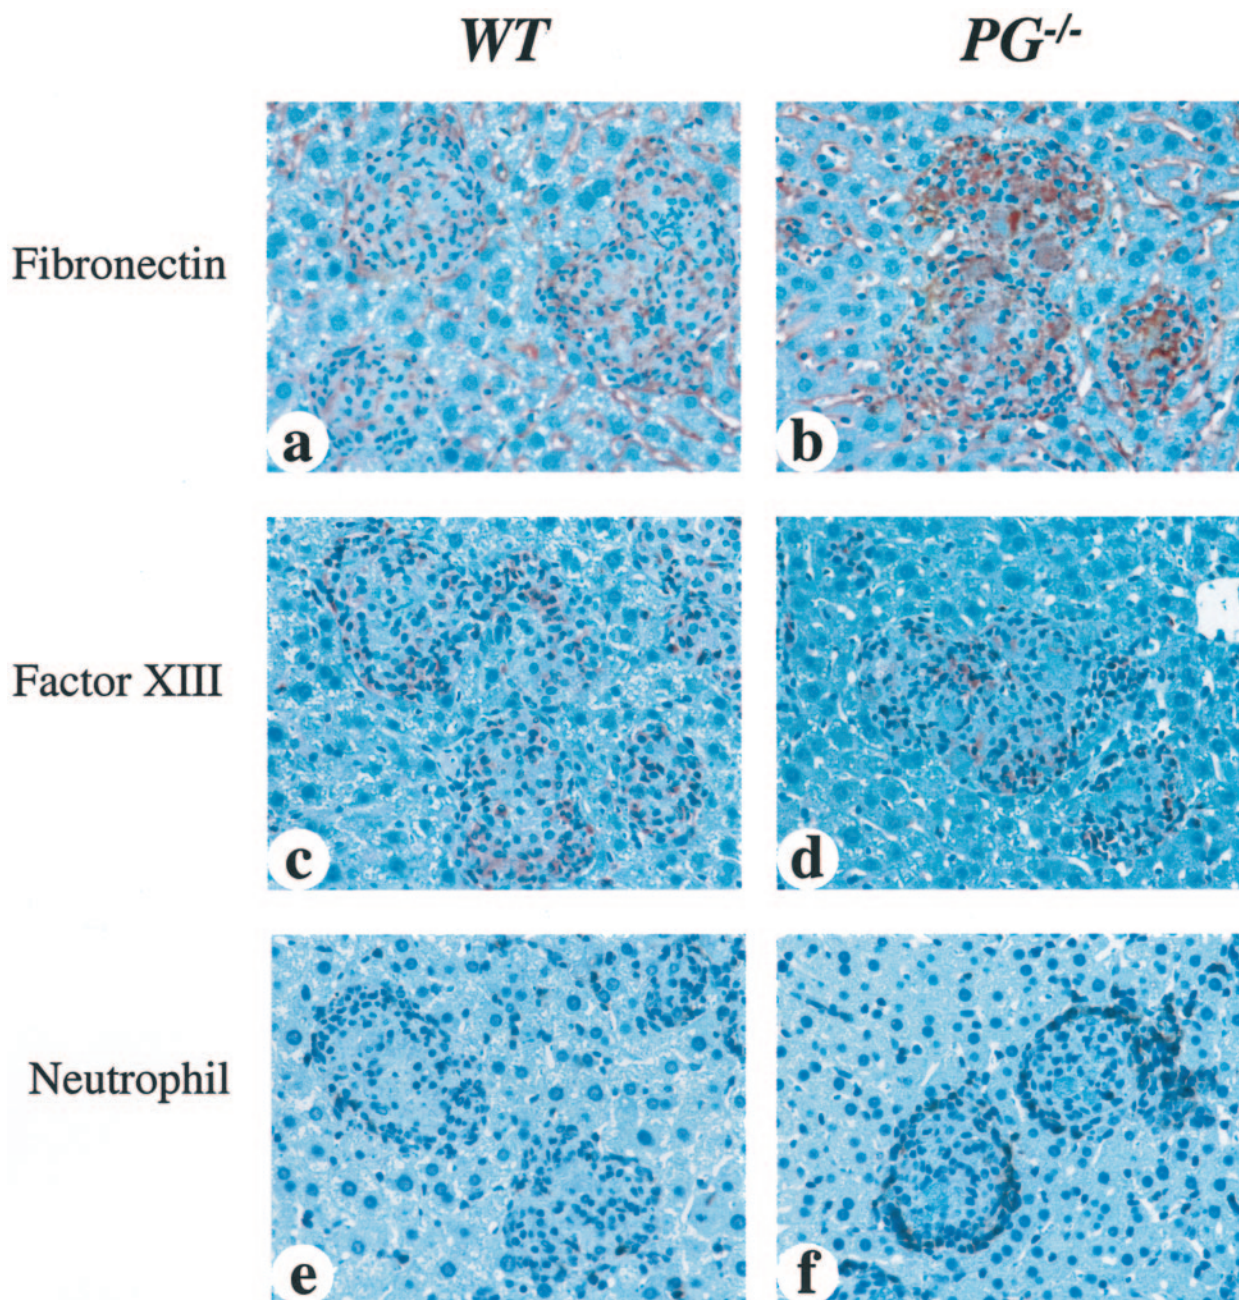 WT PG-/-
Fibronectin
a b
Factor XIII
c d
Neutrophil
e f